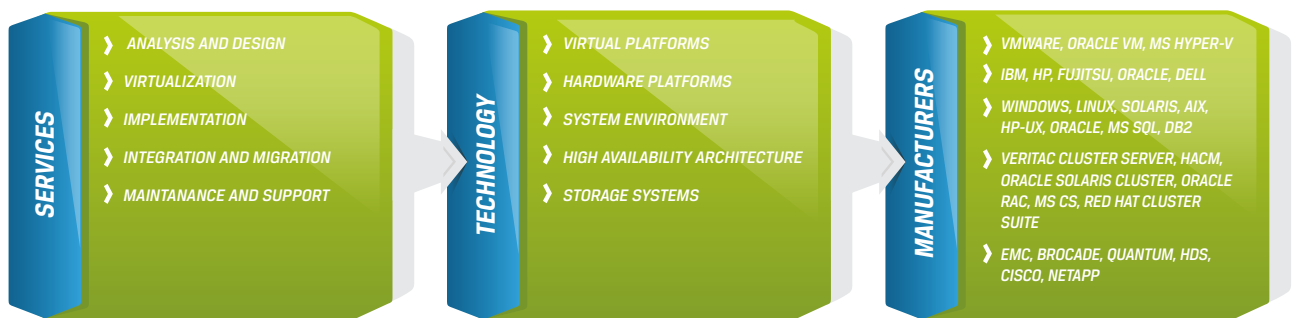 SERVICES
ANALYSIS AND DESIGN
VIRTUALIZATION
IMPLEMENTATION
INTEGRATION AND MIGRATION
MAINTANANCE AND SUPPORT
TECHNOLOGY
VIRTUAL PLATFORMS
HARDWARE PLATFORMS
SYSTEM ENVIRONMENT
HIGH AVAILABILITY ARCHITECTURE
STORAGE SYSTEMS
MANUFACTURERS
VMWARE, ORACLE VM, MS HYPER-V
IBM, HP, FUJITSU, ORACLE, DELL
WINDOWS, LINUX, SOLARIS, AIX,
HP-UX, ORACLE, MS SQL, DB2
VERITAC CLUSTER SERVER, HACM,
ORACLE SOLARIS CLUSTER, ORACLE
RAC, MS CS, RED HAT CLUSTER
SUITE
EMC, BROCADE, QUANTUM, HDS,
CISCO, NETAPP